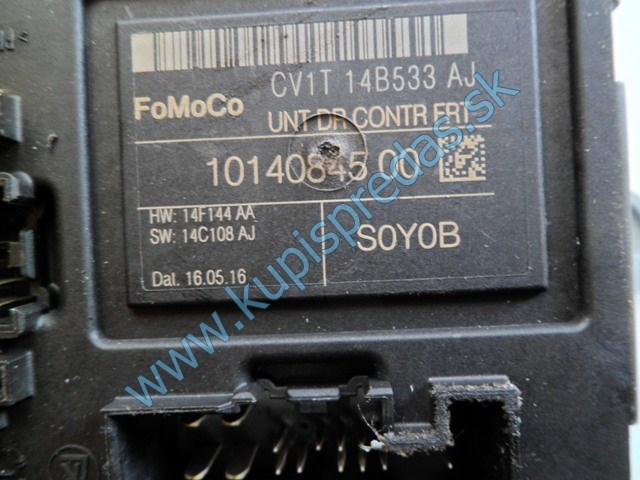 CV1T 14B533 AJ
FoMoCo
UNT DR CONTR FRT
10140845 00
HW: 14F144 AA
SW: 14C108 AJ
S0Y0B
Dat. 16.05.16
www.kupispredas.sk